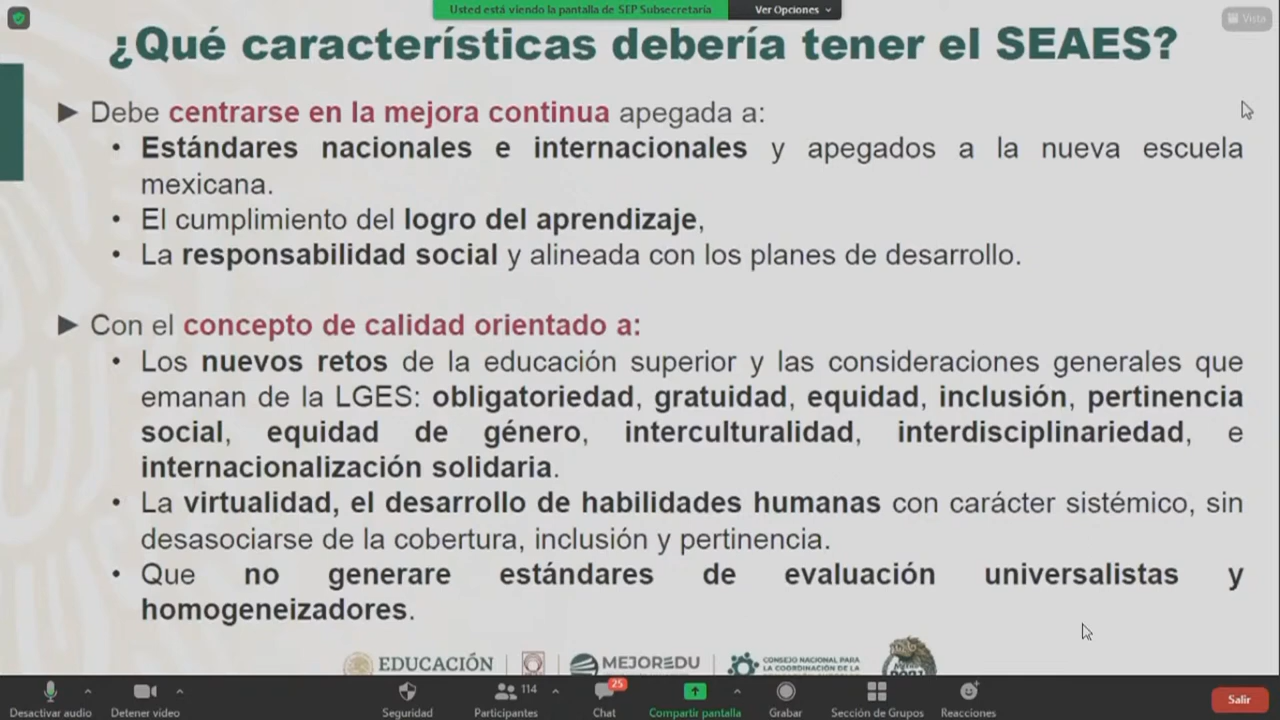 Usted está viendo la pantalla de SEP Subsecretaría
Ver Opciones
Vista
¿Qué características debería tener el SEAES?
► Debe centrarse en la mejora continua apegada a:
• Estándares nacionales e internacionales y apegados a la nueva escuela
mexicana.
• El cumplimiento del logro del aprendizaje,
• La responsabilidad social y alineada con los planes de desarrollo.
► Con el concepto de calidad orientado a:
• Los nuevos retos de la educación superior y las consideraciones generales que
emanan de la LGES: obligatoriedad, gratuidad, equidad, inclusión, pertinencia
social, equidad de género, interculturalidad, interdisciplinariedad, e
internacionalización solidaria.
• La virtualidad, el desarrollo de habilidades humanas con carácter sistémico, sin
desasociarse de la cobertura, inclusión y pertinencia.
• Que no generare estándares de evaluación universalistas y
homogeneizadores.
EDUCACIÓN
MEJOREDU
CONSEJO NACIONAL PARA
LA COORDINACIÓN DE LA
114
25
Desactivar audio
Detener video
Seguridad
Participantes
Chat
Compartir pantalla
Grabar
Sección de Grupos
Reacciones
Salir